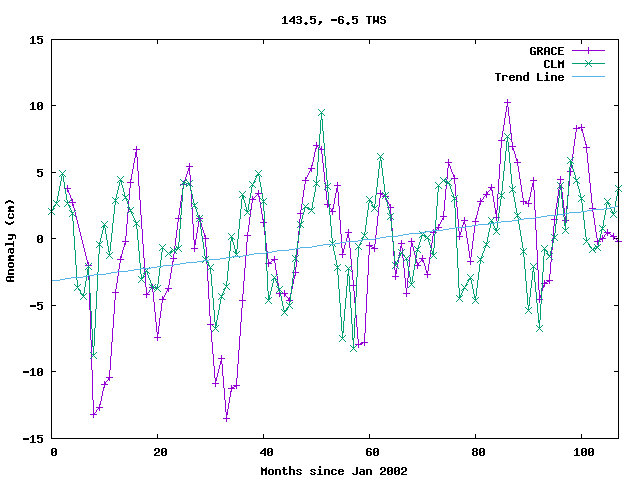 143.5, -6.5 TWS
15
10
5
0
-5
-10
-15
Anomaly (cm)
GRACE
CLM
Trend Line
0 20 40 60 80 100
Months since Jan 2002